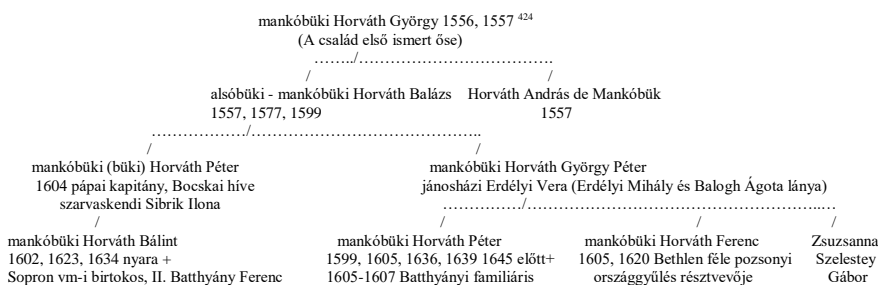 mankóbüki Horváth György 1556, 1557 424
(A család első ismert őse)
......../……………………………….
/ /
alsóbüki - mankóbüki Horváth Balázs Horváth András de Mankóbük
1557, 1577, 1599 1557
………………/…………………………………………..
/ /
mankóbüki (büki) Horváth Péter mankóbüki Horváth György Péter
1604 pápai kapitány, Bocskai híve jánosházi Erdélyi Vera (Erdélyi Mihály és Balogh Ágota lánya)
szarvaskendi Sibrik Ilona ……………/…………………………………………………..…
/ / / /
mankóbüki Horváth Bálint mankóbüki Horváth Péter mankóbüki Horváth Ferenc Zsuzsanna
1602, 1623, 1634 nyara + 1599, 1605, 1636, 1639 1645 előtt+ 1605, 1620 Bethlen féle pozsonyi Szelestey
Sopron vm-i birtokos, II. Batthyány Ferenc 1605-1607 Batthyányi familiáris országgyűlés résztvevője Gábor